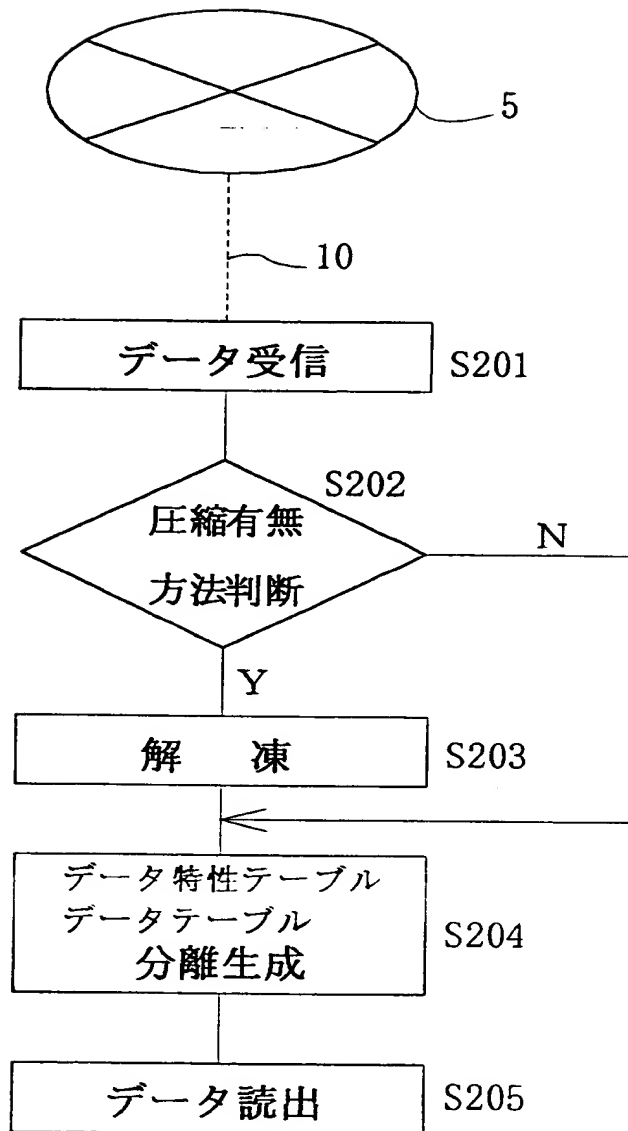 5
10
データ受信
S201
S202
圧縮有無
方法判断
N
Y
解 凍
S203
データ特性テーブル
データテーブル
分離生成
S204
データ読出
S205